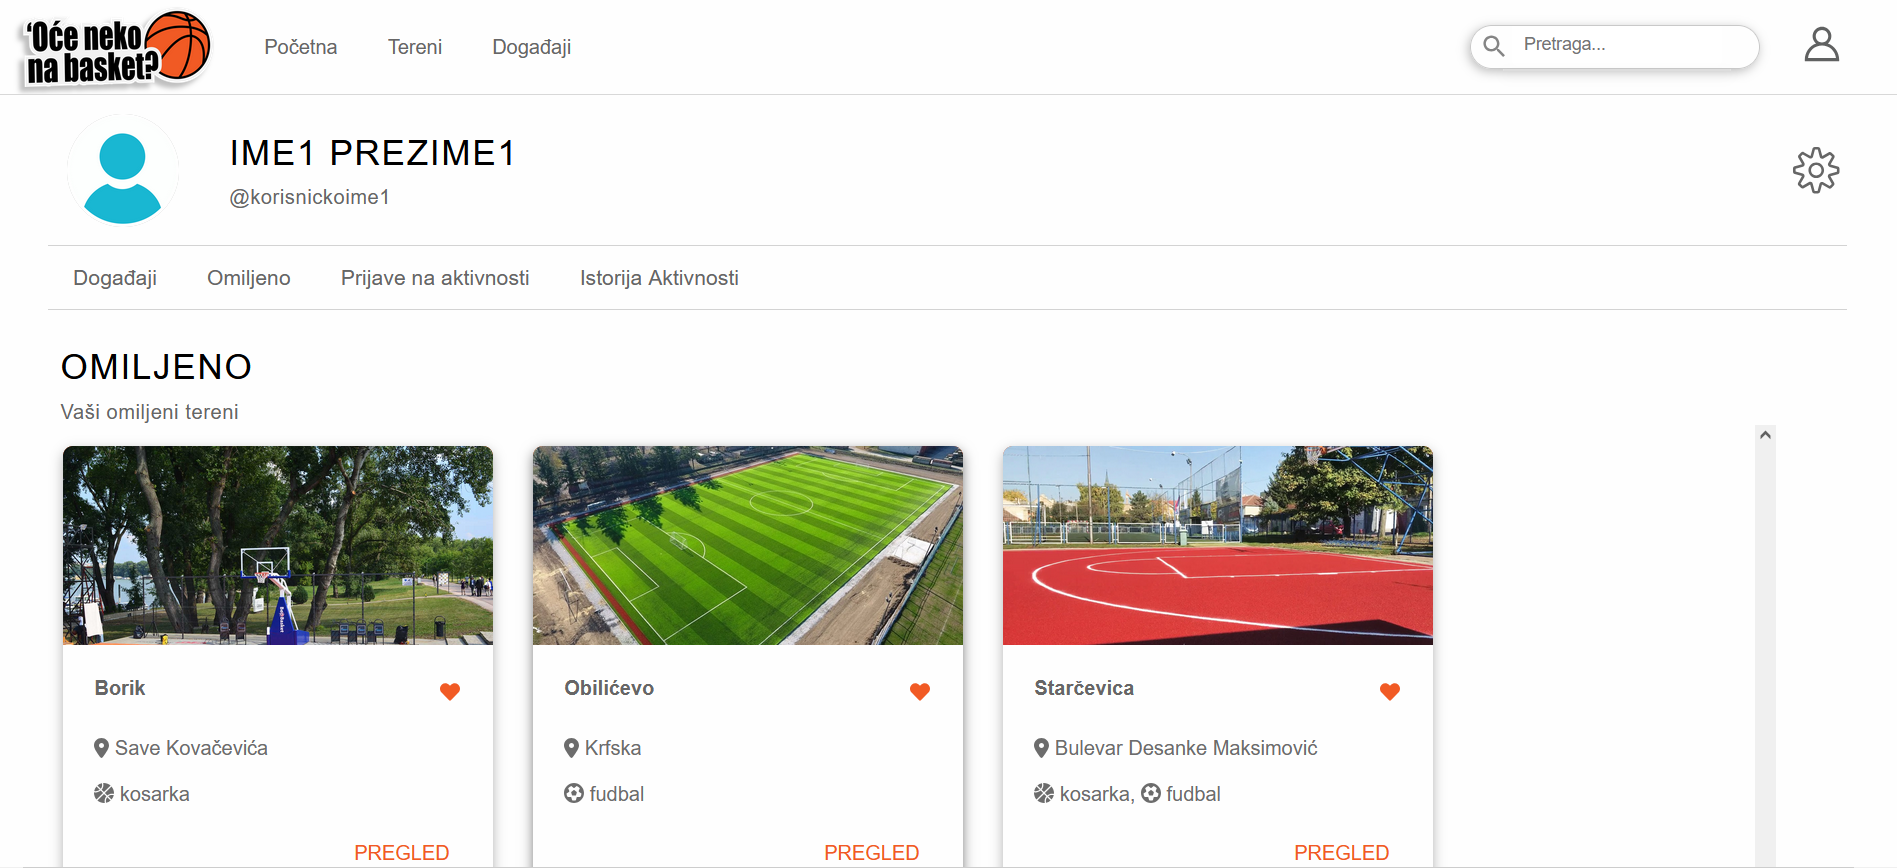 'Oće neko
na basket?
Početna Tereni Događaji
Pretraga...
IME1 PREZIME1
@korisnickoime1
Događaji Omiljeno Prijave na aktivnosti Istorija Aktivnosti
OMILJENO
Vaši omiljeni tereni
Borik
Save Kovačevića
kosarka
PREGLED
Obilićevo
Krfska
fudbal
PREGLED
Starčevica
Bulevar Desanke Maksimović
kosarka, fudbal
PREGLED